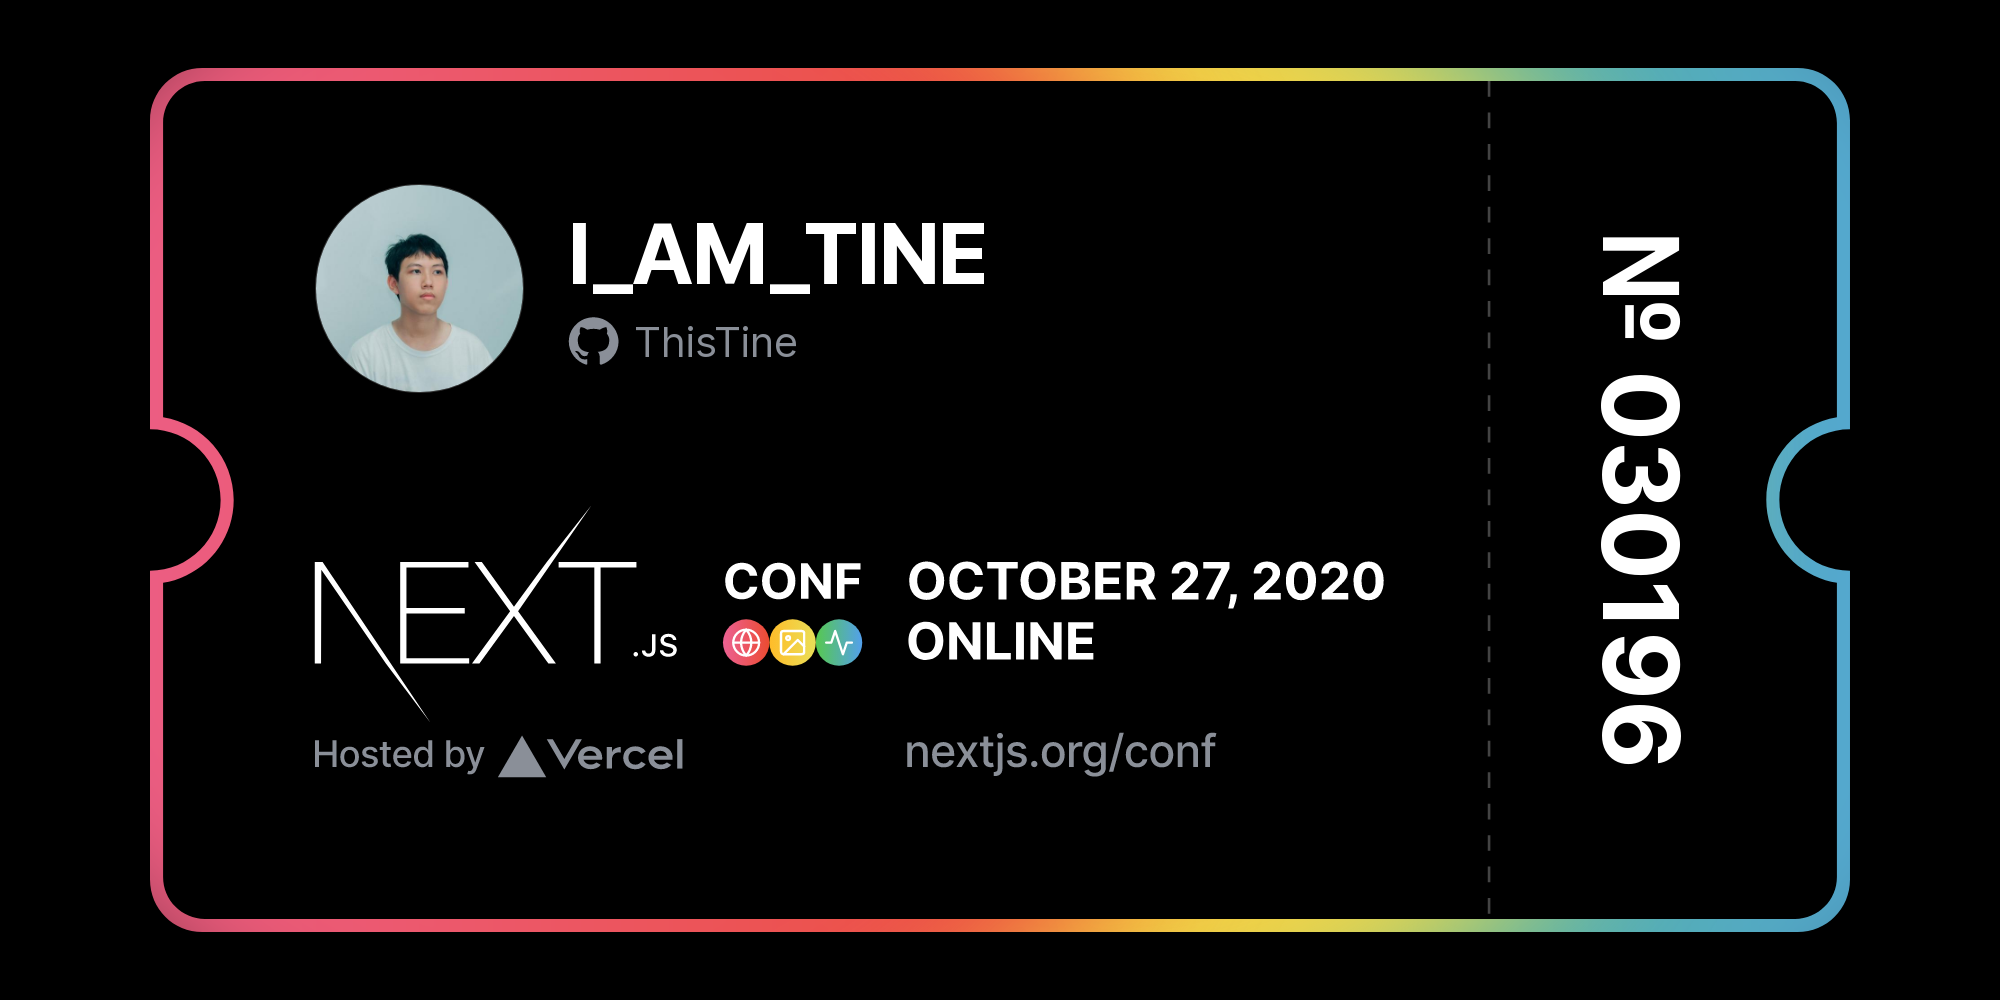 I_AM_TINE
ThisTine
NEXT.JS
CONF
OCTOBER 27, 2020
ONLINE
Hosted by Vercel
nextjs.org/conf
№ 030196